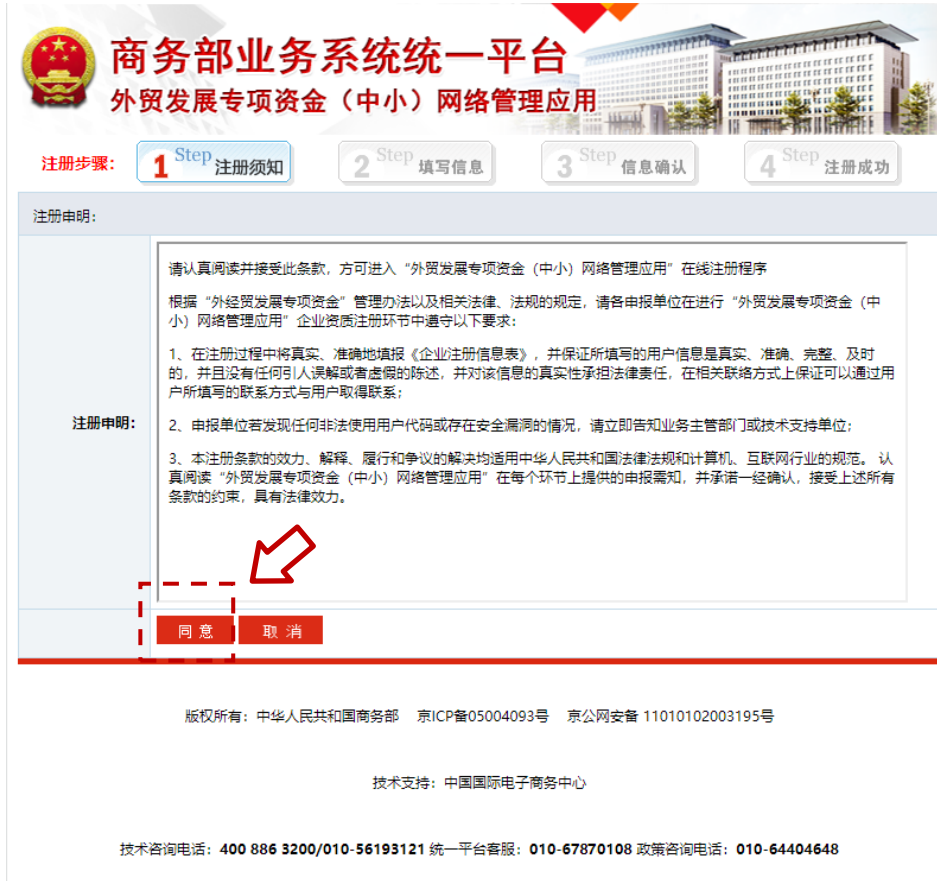 商务部业务系统统一平台
外贸发展专项资金（中小）网络管理应用
注册步骤：
1 Step 注册须知
2 Step 填写信息
3 Step 信息确认
4 Step 注册成功
注册申明：
请认真阅读并接受此条款，方可进入“外贸发展专项资金（中小）网络管理应用”在线注册程序
根据“外经贸发展专项资金”管理办法以及相关法律、法规的规定，请各申报单位在进行“外贸发展专项资金（中
小）网络管理应用”企业资质注册环节中遵守以下要求：
1、在注册过程中将真实、准确地填报《企业注册信息表》，并保证所填写的用户信息是真实、准确、完整、及时
的，并且没有任何引人误解或者虚假的陈述，并对该信息的真实性承担法律责任，在相关联络方式上保证可以通过用
户所填写的联系方式与用户取得联系；
注册申明：
2、申报单位若发现任何非法使用用户代码或存在安全漏洞的情况，请立即告知业务主管部门或技术支持单位；
3、本注册条款的效力、解释、履行和争议的解决均适用中华人民共和国法律法规和计算机、互联网行业的规范。 认
真阅读“外贸发展专项资金（中小）网络管理应用”在每个环节上提供的申报需知，并承诺一经确认，接受上述所有
条款的约束，具有法律效力。
同 意
取 消
版权所有：中华人民共和国商务部 京ICP备05004093号 京公网安备 11010102003195号
技术支持：中国国际电子商务中心
技术咨询电话：400 886 3200/010-56193121 统一平台客服：010-67870108 政策咨询电话：010-64404648